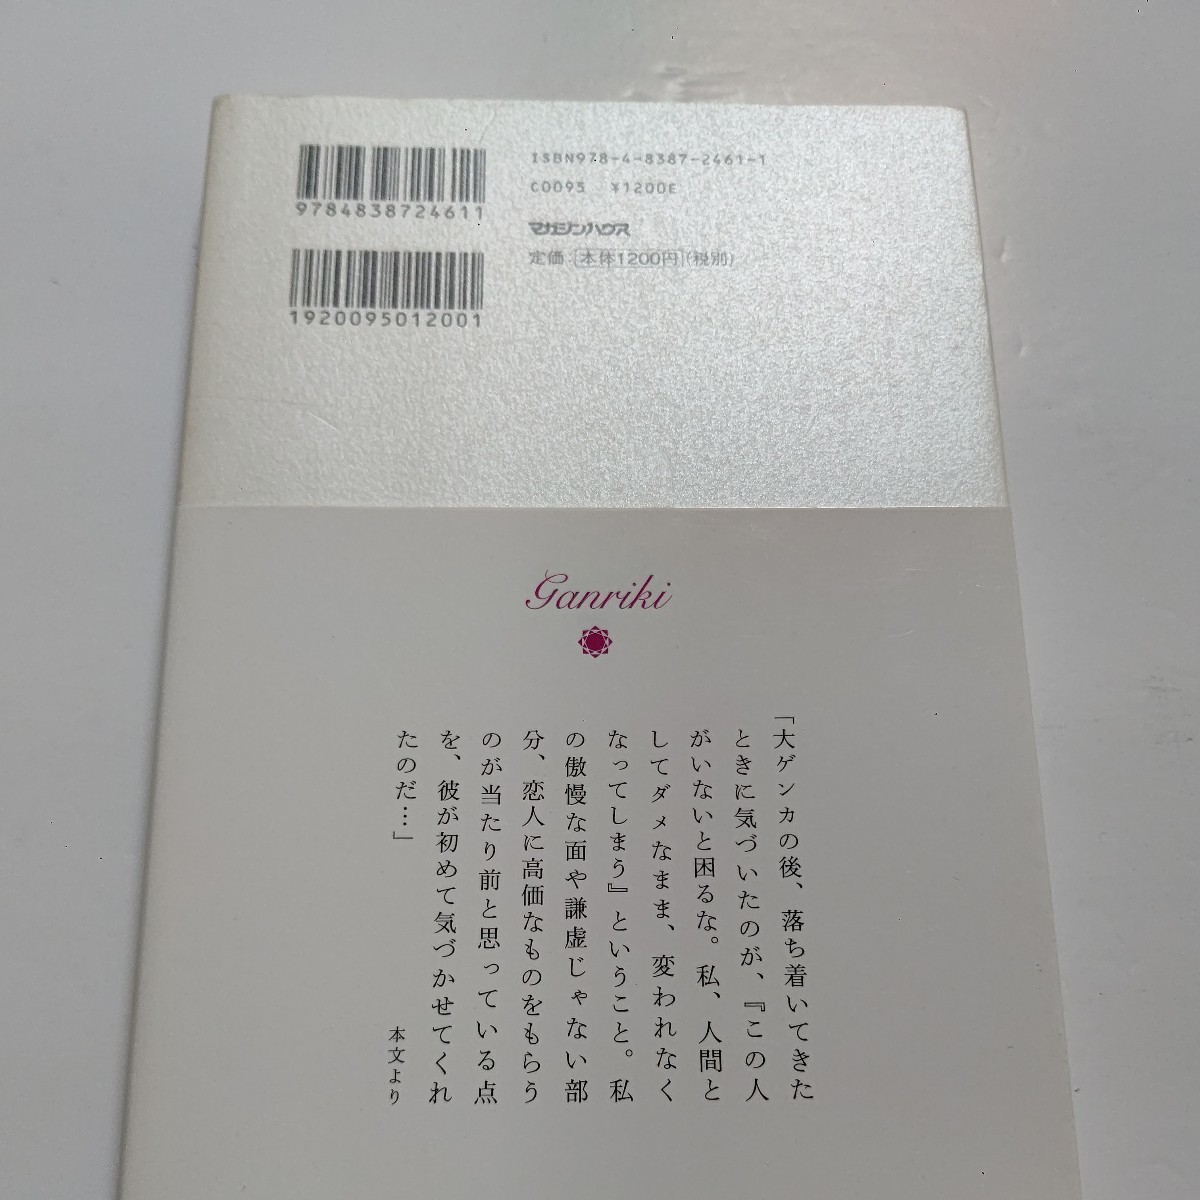 ISBN978-4-8387-2461-1
C0095 ¥1200E
9784838724611
マガジンハウス
定価:本体1200円(税別)
1920095012001
Ganriki
「大ゲンカの後、落ち着いてきた
ときに気づいたのが、『この人
がいないと困るな。私、人間と
してダメなまま、変われなく
なってしまう』ということ。私
の傲慢な面や謙虚じゃない部
分、恋人に高価なものをもらう
のが当たり前と思っている点
を、彼が初めて気づかせてくれ
たのだ…」
本文より